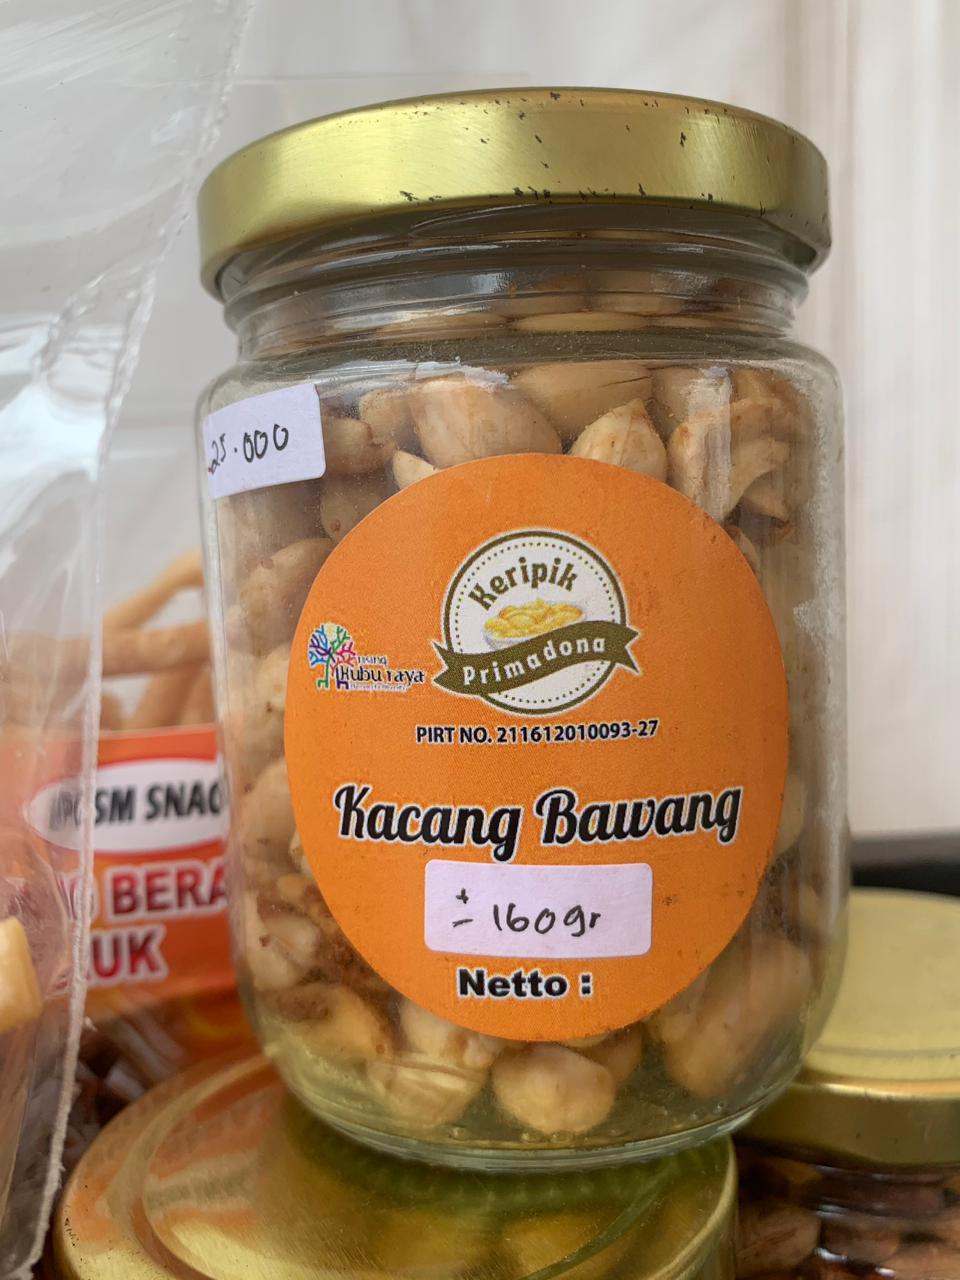 25.000
Keripik
Primadona
Kubu raya
PIRT NO. 211612010093-27
Kacang Bawang
± 160gr
Netto :
SM SNAC
BERA
UK